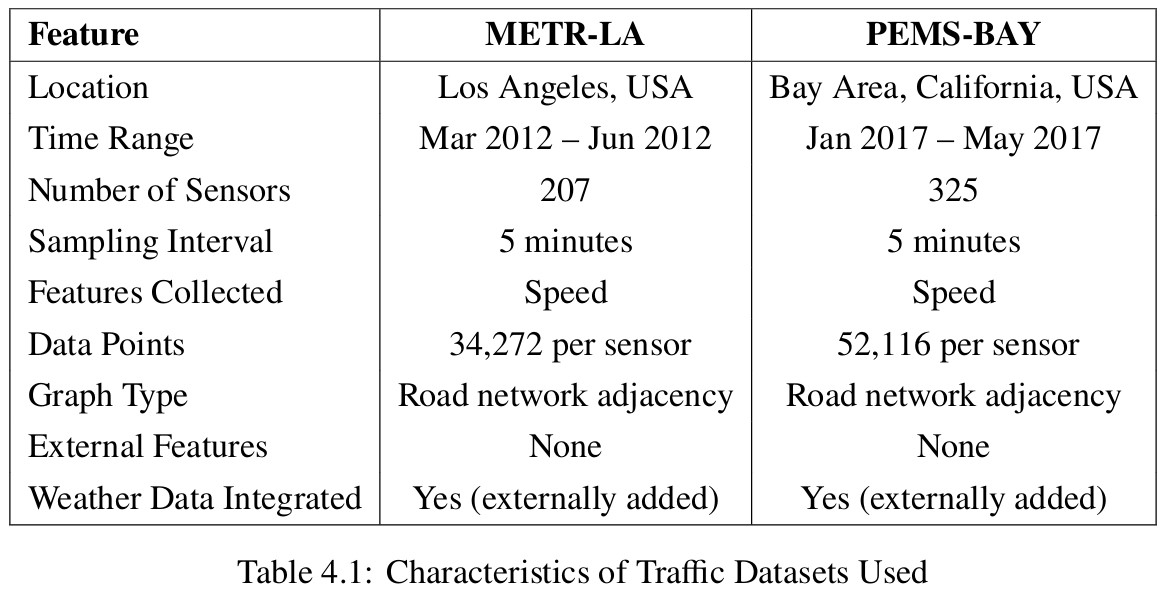 Feature METR-LA PEMS-BAY
Location Los Angeles, USA Bay Area, California, USA
Time Range Mar 2012 – Jun 2012 Jan 2017 – May 2017
Number of Sensors 207 325
Sampling Interval 5 minutes 5 minutes
Features Collected Speed Speed
Data Points 34,272 per sensor 52,116 per sensor
Graph Type Road network adjacency Road network adjacency
External Features None None
Weather Data Integrated Yes (externally added) Yes (externally added)
Table 4.1: Characteristics of Traffic Datasets Used